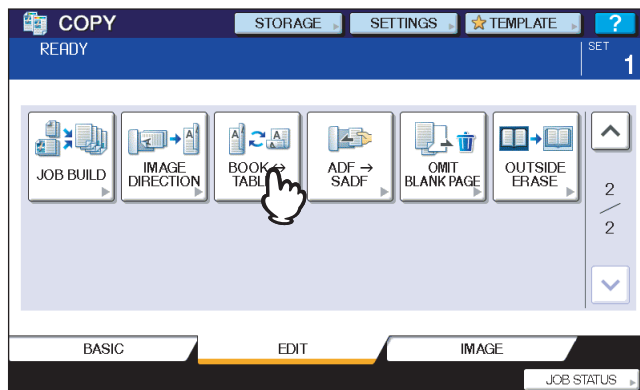 COPY
STORAGE
SETTINGS
TEMPLATE
?
READY
SET
1
JOB BUILD
IMAGE
DIRECTION
BOOK ↔
TABL
ADF →
SADF
OMIT
BLANK PAGE
OUTSIDE
ERASE
2
/
2
BASIC
EDIT
IMAGE
JOB STATUS